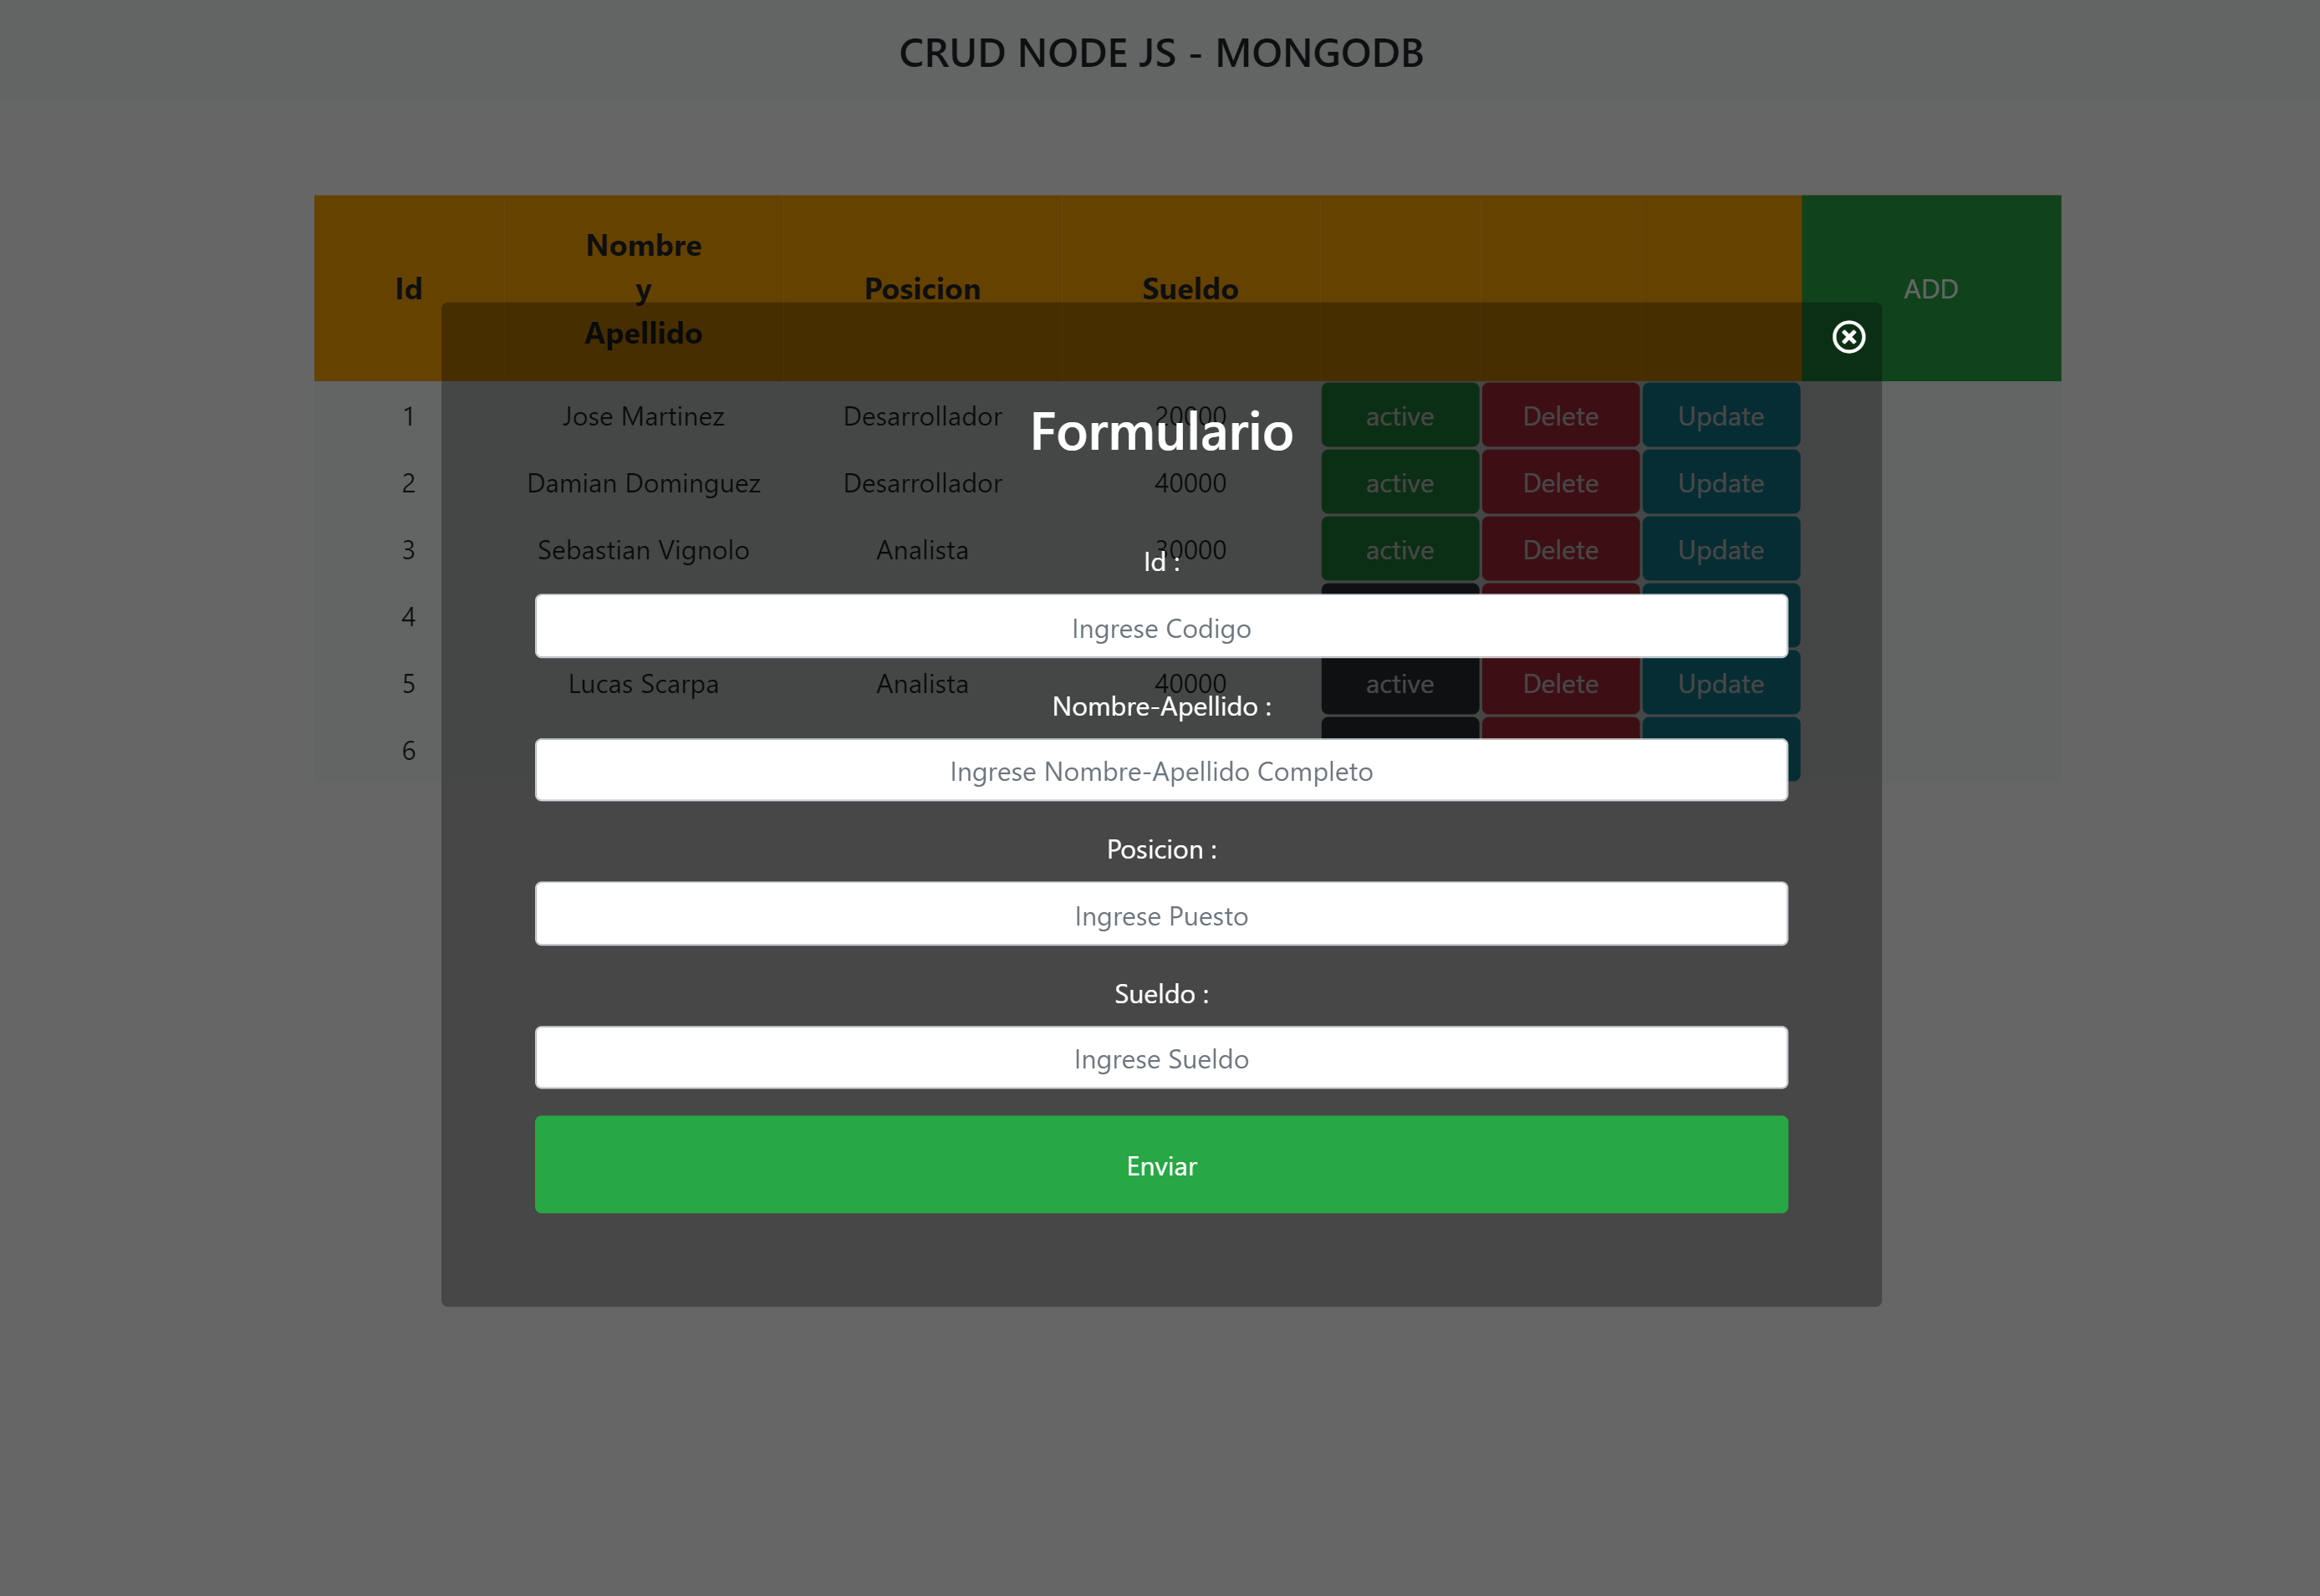 CRUD NODE JS - MONGODB
Id
Nombre
y
Apellido
Posicion
Sueldo
ADD
1 Jose Martinez Desarrollador 20000 active Delete Update
2 Damian Dominguez Desarrollador 40000 active Delete Update
3 Sebastian Vignolo Analista 30000 active Delete Update
4
5 Lucas Scarpa Analista 40000 active Delete Update
6
Formulario
Id :
Ingrese Codigo
Nombre-Apellido :
Ingrese Nombre-Apellido Completo
Posicion :
Ingrese Puesto
Sueldo :
Ingrese Sueldo
Enviar